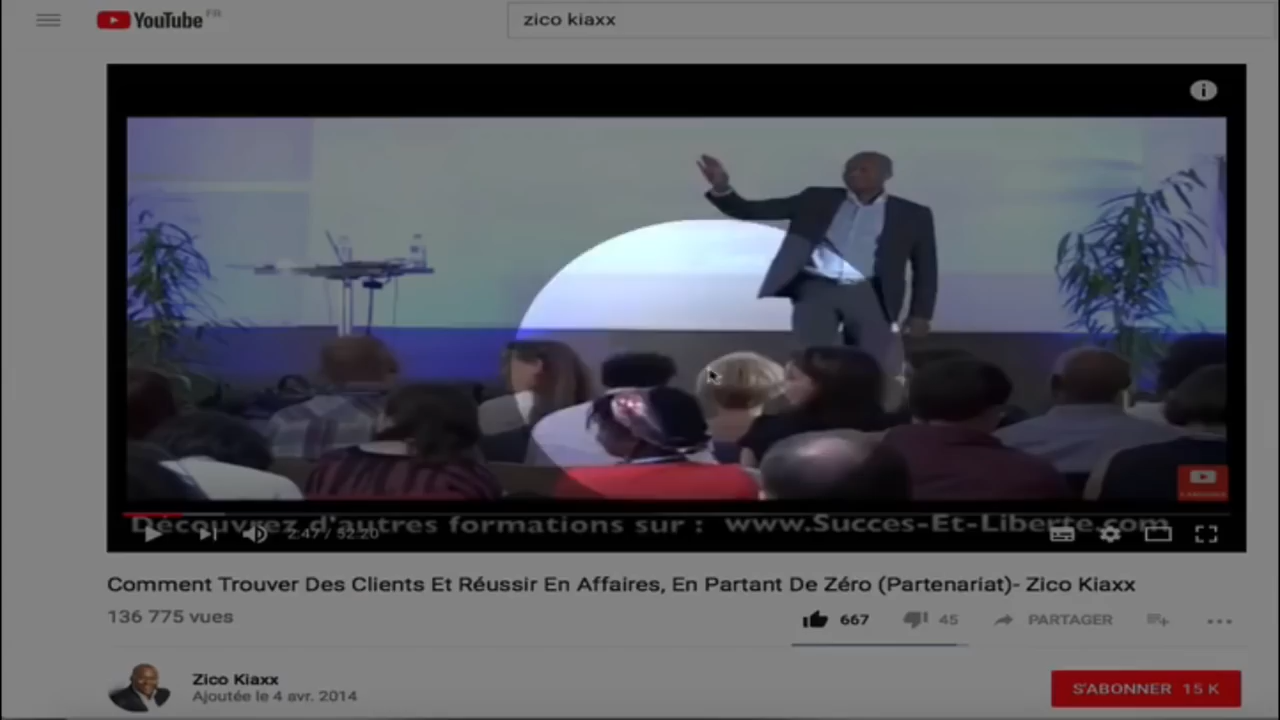 YouTube FR
zico kiaxx
Découvrez d'autres formations sur : www.Succes-Et-Liberte.com
2:47 / 52:20
Comment Trouver Des Clients Et Réussir En Affaires, En Partant De Zéro (Partenariat)- Zico Kiaxx
136 775 vues
667
45
PARTAGER
Zico Kiaxx
Ajoutée le 4 avr. 2014
S'ABONNER 15 K